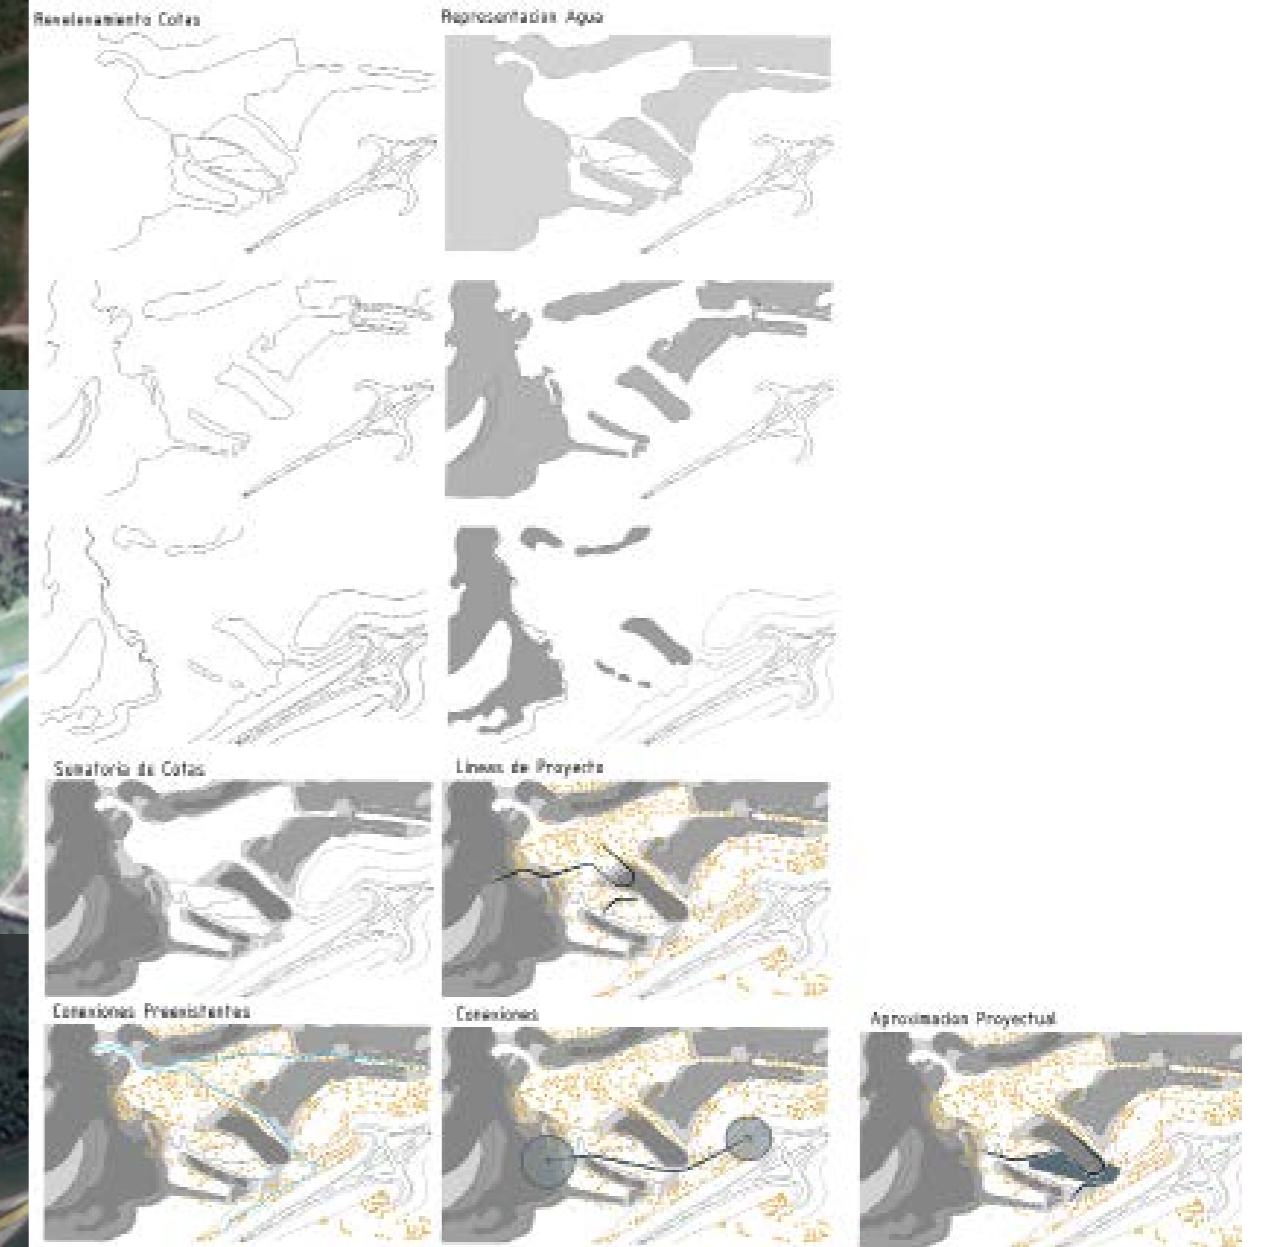 Relevamiento Cotas
Representacion Agua
Sumatoria de Cotas
Lineas de Proyecto
Conexiones Preexistentes
Conexiones
Aproximacion Proyectual